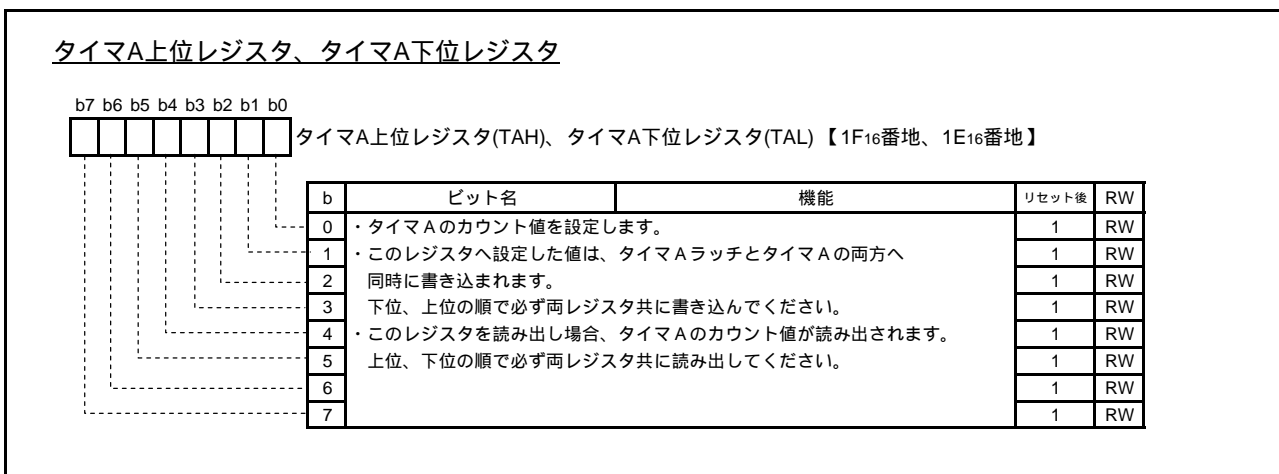 タイマA上位レジスタ、タイマA下位レジスタ
b7 b6 b5 b4 b3 b2 b1 b0
タイマA上位レジスタ(TAH)、タイマA下位レジスタ(TAL)【1F16番地、1E16番地】
b ビット名 機能 リセット後 RW
0 ・タイマAのカウント値を設定します。 1 RW
1 ・このレジスタへ設定した値は、タイマAラッチとタイマAの両方へ 1 RW
2 同時に書き込まれます。 1 RW
3 下位、上位の順で必ず両レジスタ共に書き込んでください。 1 RW
4 ・このレジスタを読み出し場合、タイマAのカウント値が読み出されます。 1 RW
5 上位、下位の順で必ず両レジスタ共に読み出してください。 1 RW
6 1 RW
7 1 RW